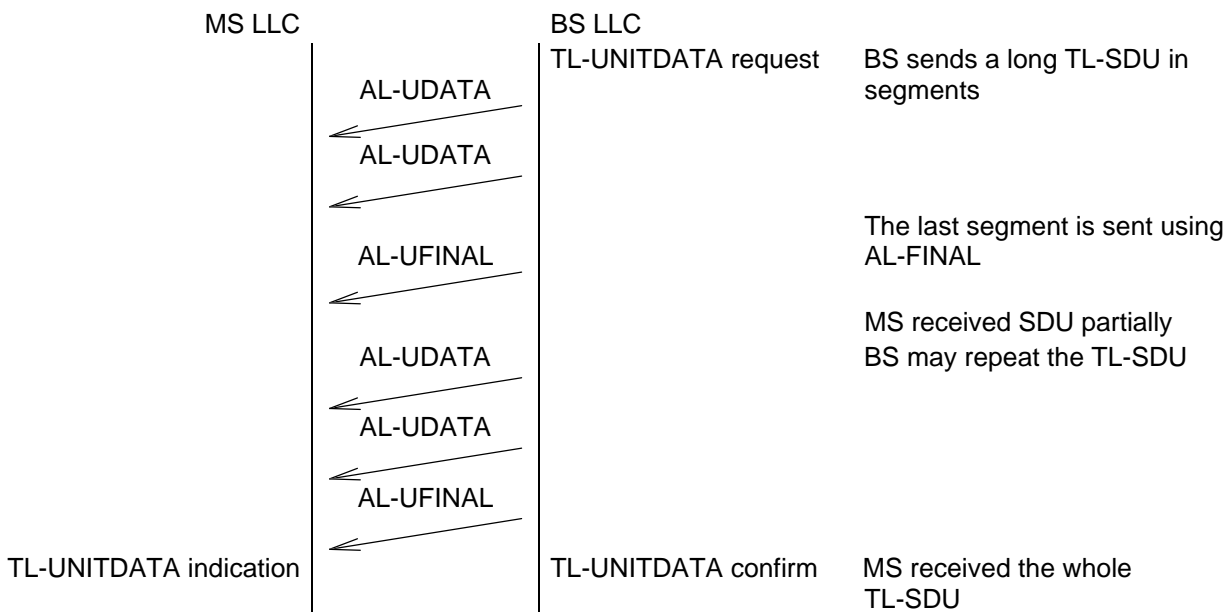 MS LLC
BS LLC
TL-UNITDATA request
BS sends a long TL-SDU in
segments
AL-UDATA
AL-UDATA
The last segment is sent using
AL-FINAL
AL-UFINAL
MS received SDU partially
AL-UDATA
BS may repeat the TL-SDU
AL-UDATA
AL-UFINAL
TL-UNITDATA indication
TL-UNITDATA confirm
MS received the whole
TL-SDU